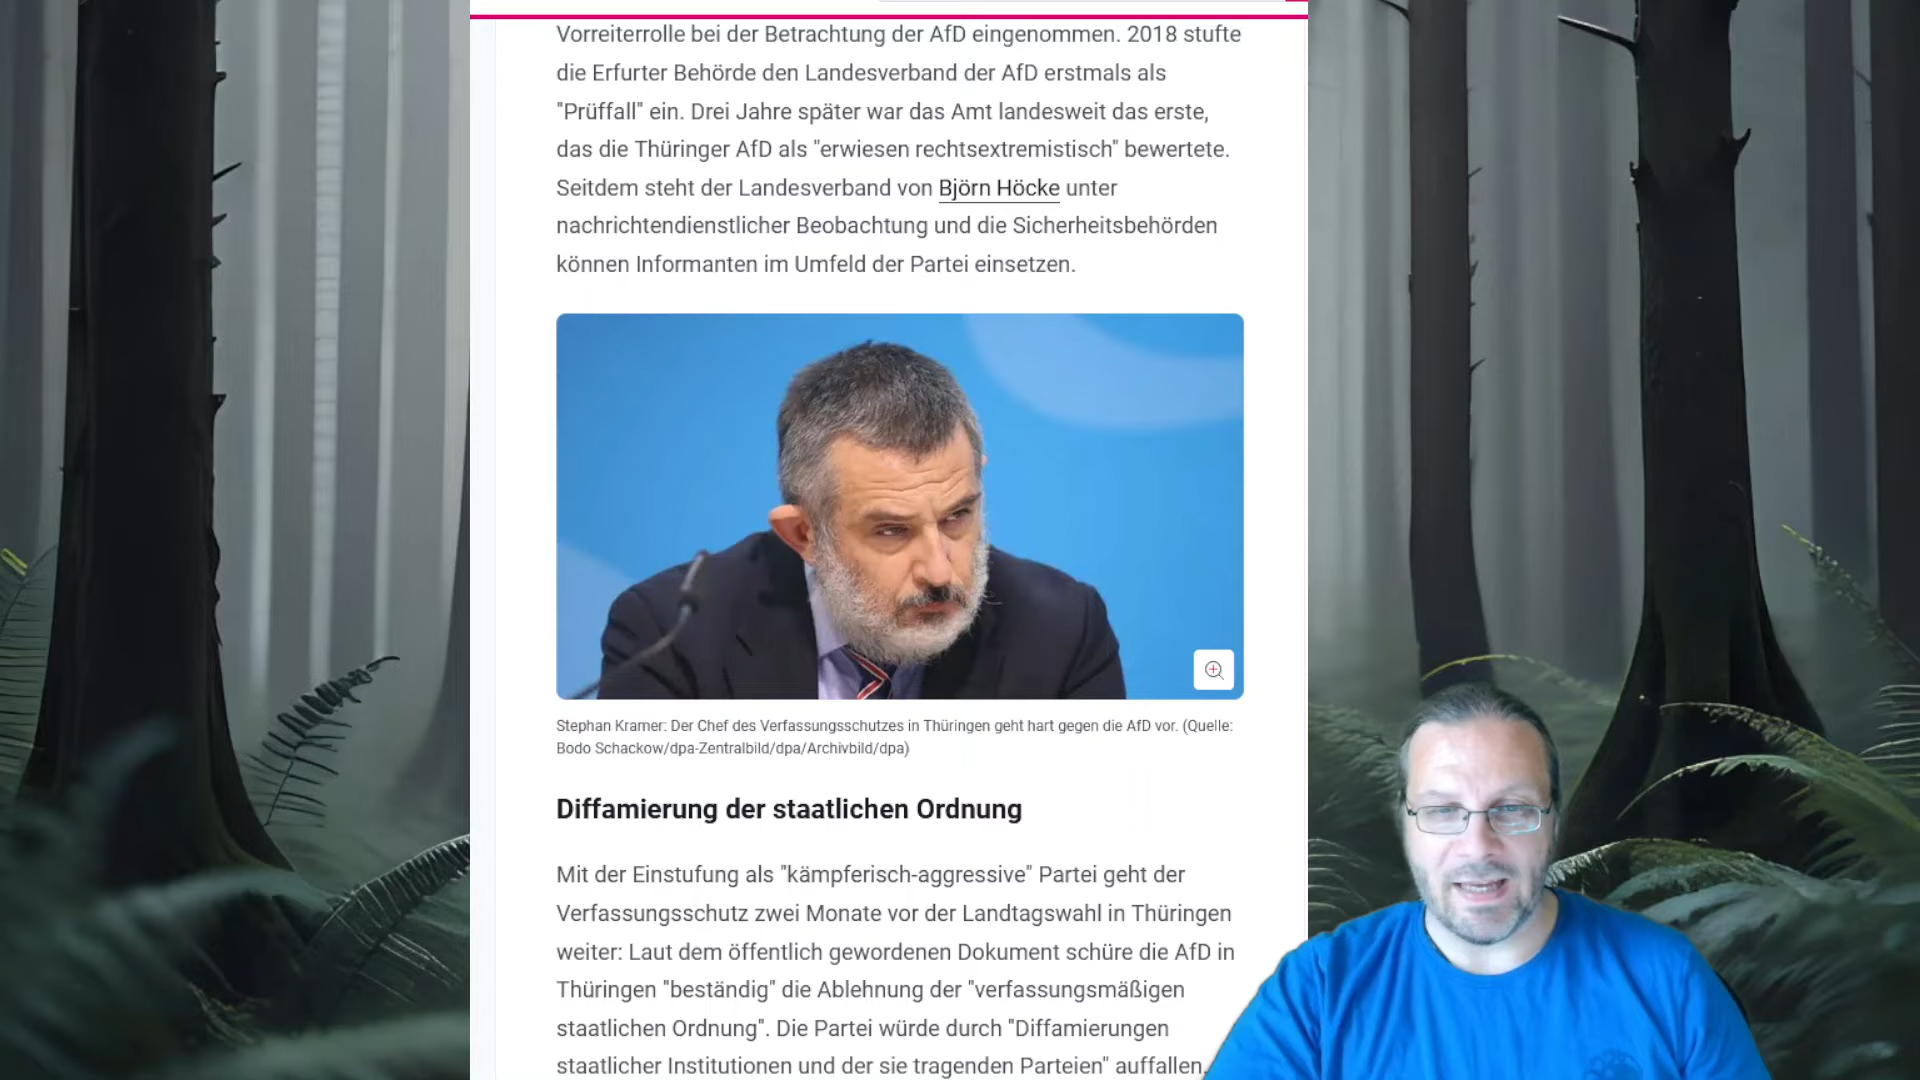 Vorreiterrolle bei der Betrachtung der AfD eingenommen. 2018 stufte
die Erfurter Behörde den Landesverband der AfD erstmals als
"Prüffall" ein. Drei Jahre später war das Amt landesweit das erste,
das die Thüringer AfD als "erwiesen rechtsextremistisch" bewertete.
Seitdem steht der Landesverband von Björn Höcke unter
nachrichtendienstlicher Beobachtung und die Sicherheitsbehörden
können Informanten im Umfeld der Partei einsetzen.
Stephan Kramer: Der Chef des Verfassungsschutzes in Thüringen geht hart gegen die AfD vor. (Quelle:
Bodo Schackow/dpa-Zentralbild/dpa/Archivbild/dpa)
Diffamierung der staatlichen Ordnung
Mit der Einstufung als "kämpferisch-aggressive" Partei geht der
Verfassungsschutz zwei Monate vor der Landtagswahl in Thüringen
weiter: Laut dem öffentlich gewordenen Dokument schüre die AfD in
Thüringen "beständig" die Ablehnung der "verfassungsmäßigen
staatlichen Ordnung". Die Partei würde durch "Diffamierungen
staatlicher Institutionen und der sie tragenden Parteien" auffallen,